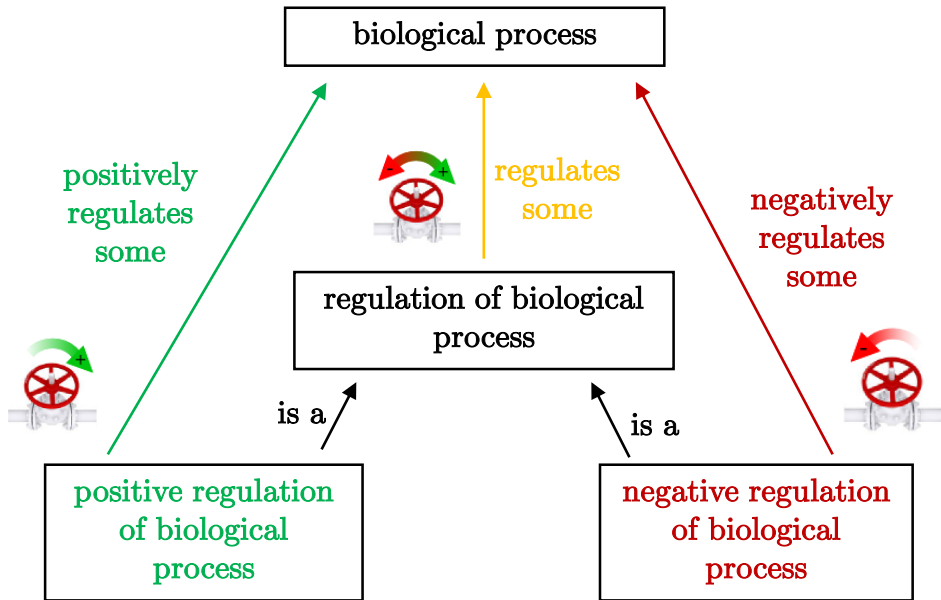 biological process
positively
regulates
some
-
+
regulates
some
negatively
regulates
some
regulation of biological
process
+
-
is a
is a
positive regulation
of biological
process
negative regulation
of biological
process